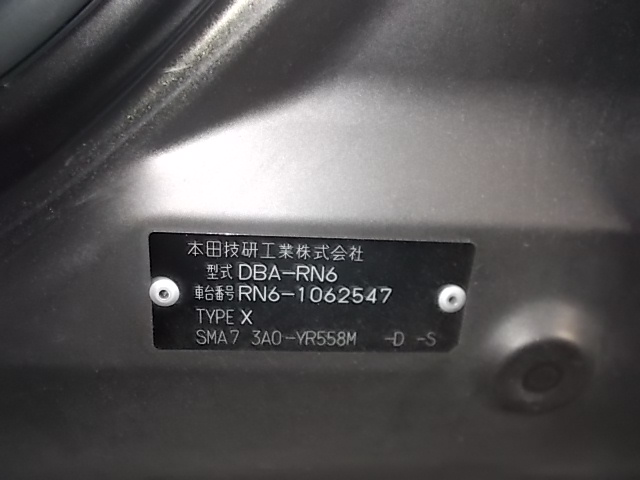 本田技研工業株式会社
型式 DBA-RN6
車台番号 RN6-1062547
TYPE X
SMA7 3A0-YR558M -D -S